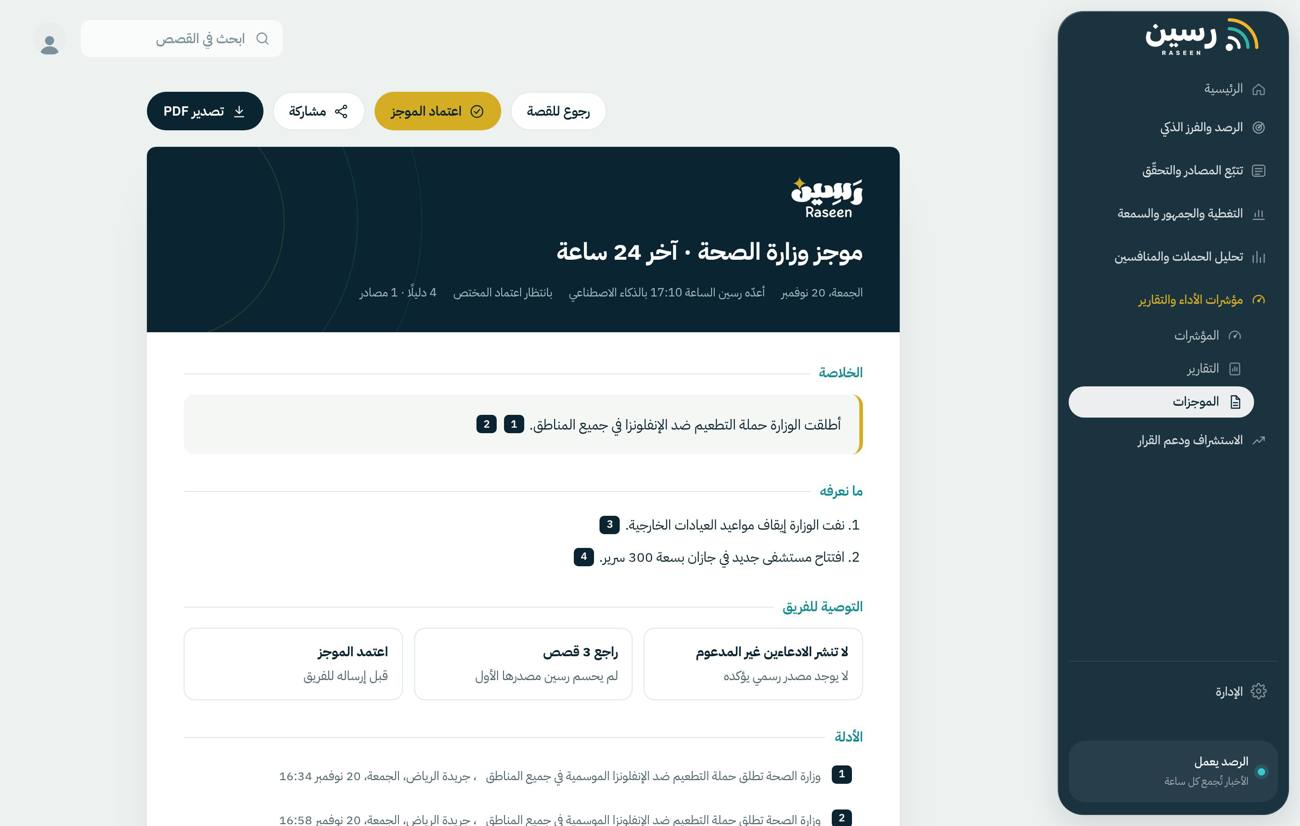 رسين
RASEEN
الرئيسية
الرصد والفرز الذكي
تتبّع المصادر والتحقّق
التغطية والجمهور والسمعة
تحليل الحملات والمنافسين
مؤشرات الأداء والتقارير
المؤشرات
التقارير
الموجزات
الاستشراف ودعم القرار
الإدارة
الرصد يعمل
الأخبار تُجمع كل ساعة
ابحث في القصص
رجوع للقصة
اعتماد الموجز
مشاركة
تصدير PDF
رَسِين
Raseen
موجز وزارة الصحة · آخر 24 ساعة
الجمعة، 20 نوفمبر أعدّه رسين الساعة 17:10 بالذكاء الاصطناعي بانتظار اعتماد المختص 4 دليلًا · 1 مصادر
الخلاصة
أطلقت الوزارة حملة التطعيم ضد الإنفلونزا في جميع المناطق. 1 2
ما نعرفه
1. نفت الوزارة إيقاف مواعيد العيادات الخارجية. 3
2. افتتاح مستشفى جديد في جازان بسعة 300 سرير. 4
التوصية للفريق
لا تنشر الادعاءين غير المدعوم
لا يوجد مصدر رسمي يؤكده
راجع 3 قصص
لم يحسم رسين مصدرها الأول
اعتمد الموجز
قبل إرساله للفريق
الأدلة
1 وزارة الصحة تطلق حملة التطعيم ضد الإنفلونزا الموسمية في جميع المناطق ، جريدة الرياض، الجمعة، 20 نوفمبر 16:34
2 وزارة الصحة تطلق حملة التطعيم ضد الإنفلونزا الموسمية في جميع المناطق ، جريدة الرياض، الجمعة، 20 نوفمبر 16:58